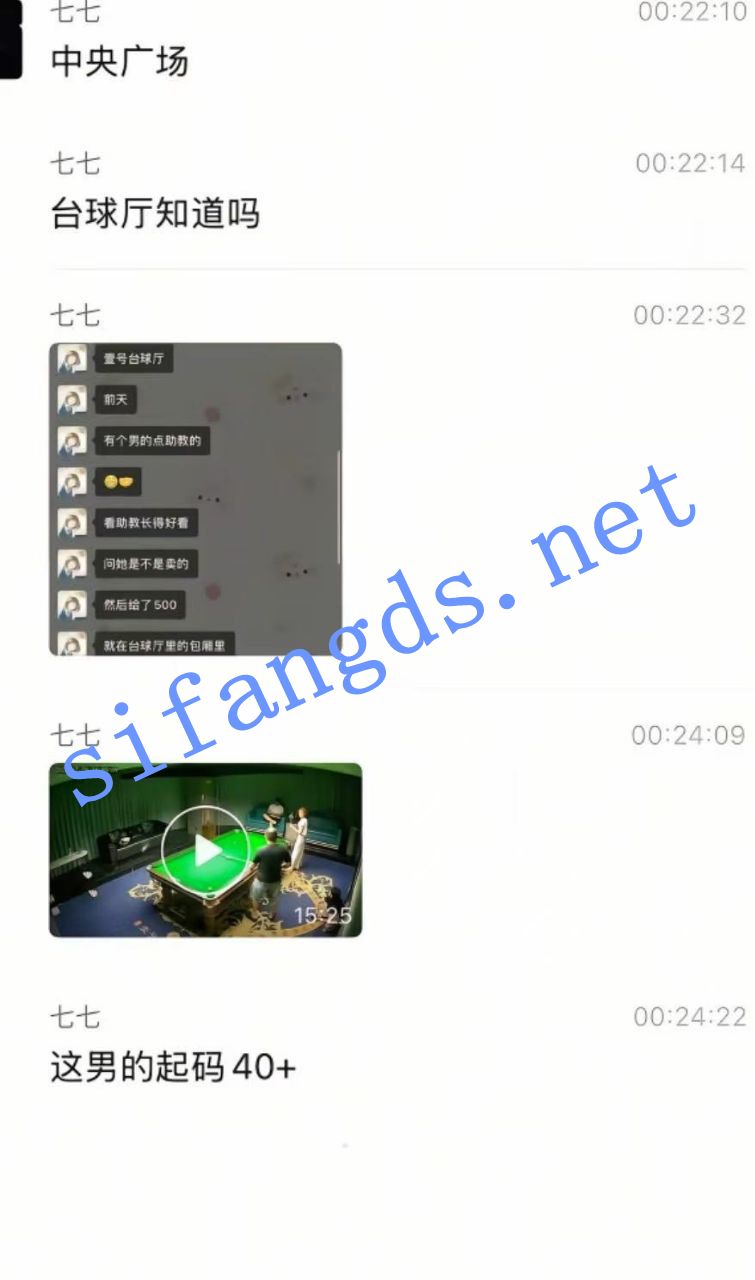 七七
00:22:10
中央广场
七七
00:22:14
台球厅知道吗
七七
00:22:32
壹号台球厅
前天
有个男的点助教的
看助教长得好看
问她是不是卖的
然后给了500
就在台球厅里的包厢里
sifangds.net
七七
00:24:09
15:25
七七
00:24:22
这男的起码40+